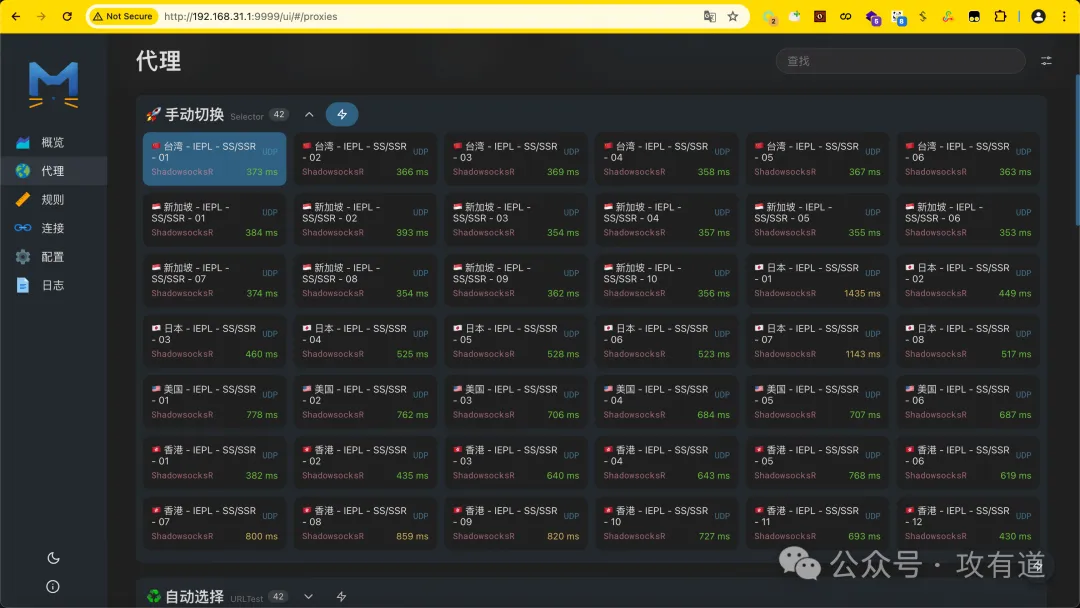 Not Secure http://192.168.31.1:9999/ui/#/proxies 2 5 8
代理
查找
概览
代理
规则
连接
配置
日志
手动切换 Selector 42
台湾 - IEPL - SS/SSR - 01 UDP
ShadowsocksR 373 ms
台湾 - IEPL - SS/SSR - 02 UDP
ShadowsocksR 366 ms
台湾 - IEPL - SS/SSR - 03 UDP
ShadowsocksR 369 ms
台湾 - IEPL - SS/SSR - 04 UDP
ShadowsocksR 358 ms
台湾 - IEPL - SS/SSR - 05 UDP
ShadowsocksR 367 ms
台湾 - IEPL - SS/SSR - 06 UDP
ShadowsocksR 363 ms
新加坡 - IEPL - SS/SSR - 01 UDP
ShadowsocksR 384 ms
新加坡 - IEPL - SS/SSR - 02 UDP
ShadowsocksR 393 ms
新加坡 - IEPL - SS/SSR - 03 UDP
ShadowsocksR 354 ms
新加坡 - IEPL - SS/SSR - 04 UDP
ShadowsocksR 357 ms
新加坡 - IEPL - SS/SSR - 05 UDP
ShadowsocksR 355 ms
新加坡 - IEPL - SS/SSR - 06 UDP
ShadowsocksR 353 ms
新加坡 - IEPL - SS/SSR - 07 UDP
ShadowsocksR 374 ms
新加坡 - IEPL - SS/SSR - 08 UDP
ShadowsocksR 354 ms
新加坡 - IEPL - SS/SSR - 09 UDP
ShadowsocksR 362 ms
新加坡 - IEPL - SS/SSR - 10 UDP
ShadowsocksR 356 ms
日本 - IEPL - SS/SSR - 01 UDP
ShadowsocksR 1435 ms
日本 - IEPL - SS/SSR - 02 UDP
ShadowsocksR 449 ms
日本 - IEPL - SS/SSR - 03 UDP
ShadowsocksR 460 ms
日本 - IEPL - SS/SSR - 04 UDP
ShadowsocksR 525 ms
日本 - IEPL - SS/SSR - 05 UDP
ShadowsocksR 528 ms
日本 - IEPL - SS/SSR - 06 UDP
ShadowsocksR 523 ms
日本 - IEPL - SS/SSR - 07 UDP
ShadowsocksR 1143 ms
日本 - IEPL - SS/SSR - 08 UDP
ShadowsocksR 517 ms
美国 - IEPL - SS/SSR - 01 UDP
ShadowsocksR 778 ms
美国 - IEPL - SS/SSR - 02 UDP
ShadowsocksR 762 ms
美国 - IEPL - SS/SSR - 03 UDP
ShadowsocksR 706 ms
美国 - IEPL - SS/SSR - 04 UDP
ShadowsocksR 684 ms
美国 - IEPL - SS/SSR - 05 UDP
ShadowsocksR 707 ms
美国 - IEPL - SS/SSR - 06 UDP
ShadowsocksR 687 ms
香港 - IEPL - SS/SSR - 01 UDP
ShadowsocksR 382 ms
香港 - IEPL - SS/SSR - 02 UDP
ShadowsocksR 435 ms
香港 - IEPL - SS/SSR - 03 UDP
ShadowsocksR 640 ms
香港 - IEPL - SS/SSR - 04 UDP
ShadowsocksR 643 ms
香港 - IEPL - SS/SSR - 05 UDP
ShadowsocksR 768 ms
香港 - IEPL - SS/SSR - 06 UDP
ShadowsocksR 619 ms
香港 - IEPL - SS/SSR - 07 UDP
ShadowsocksR 800 ms
香港 - IEPL - SS/SSR - 08 UDP
ShadowsocksR 859 ms
香港 - IEPL - SS/SSR - 09 UDP
ShadowsocksR 820 ms
香港 - IEPL - SS/SSR - 10 UDP
ShadowsocksR 727 ms
香港 - IEPL - SS/SSR - 11 UDP
ShadowsocksR 693 ms
香港 - IEPL - SS/SSR - 12 UDP
ShadowsocksR 430 ms
公众号 · 攻有道
自动选择 URLTest 42